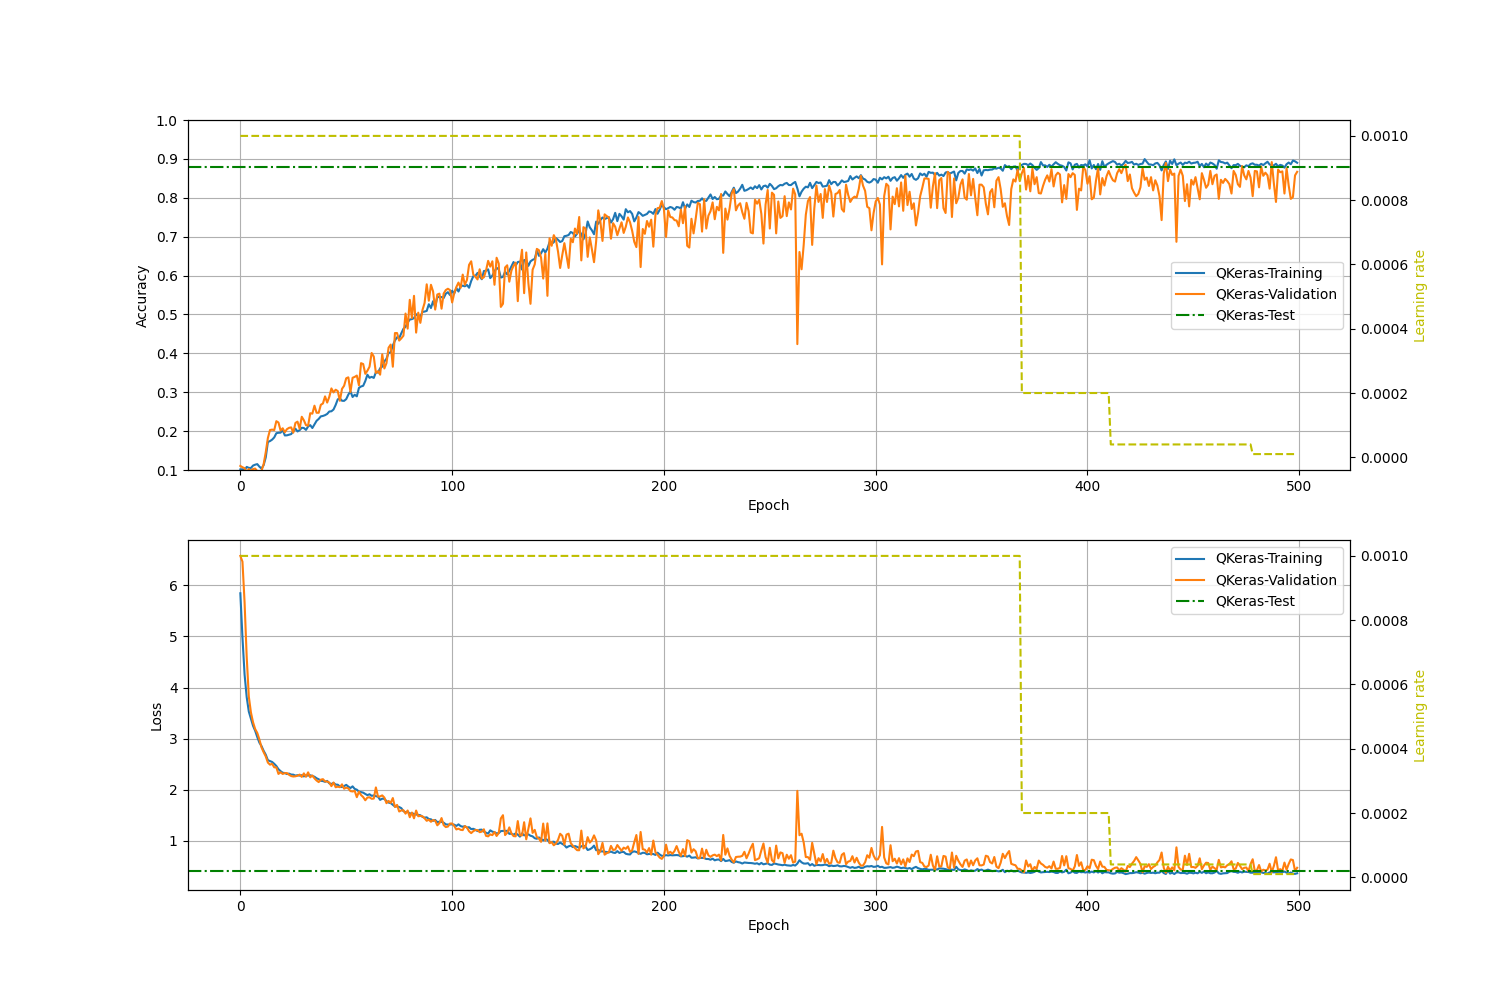 1.0
0.9
0.8
0.7
0.6
0.5
0.4
0.3
0.2
0.1
Accuracy
0 100 200 300 400 500
Epoch
0.0010
0.0008
0.0006
0.0004
0.0002
0.0000
Learning rate
QKeras-Training
QKeras-Validation
QKeras-Test
6
5
4
3
2
1
Loss
0 100 200 300 400 500
Epoch
0.0010
0.0008
0.0006
0.0004
0.0002
0.0000
Learning rate
QKeras-Training
QKeras-Validation
QKeras-Test